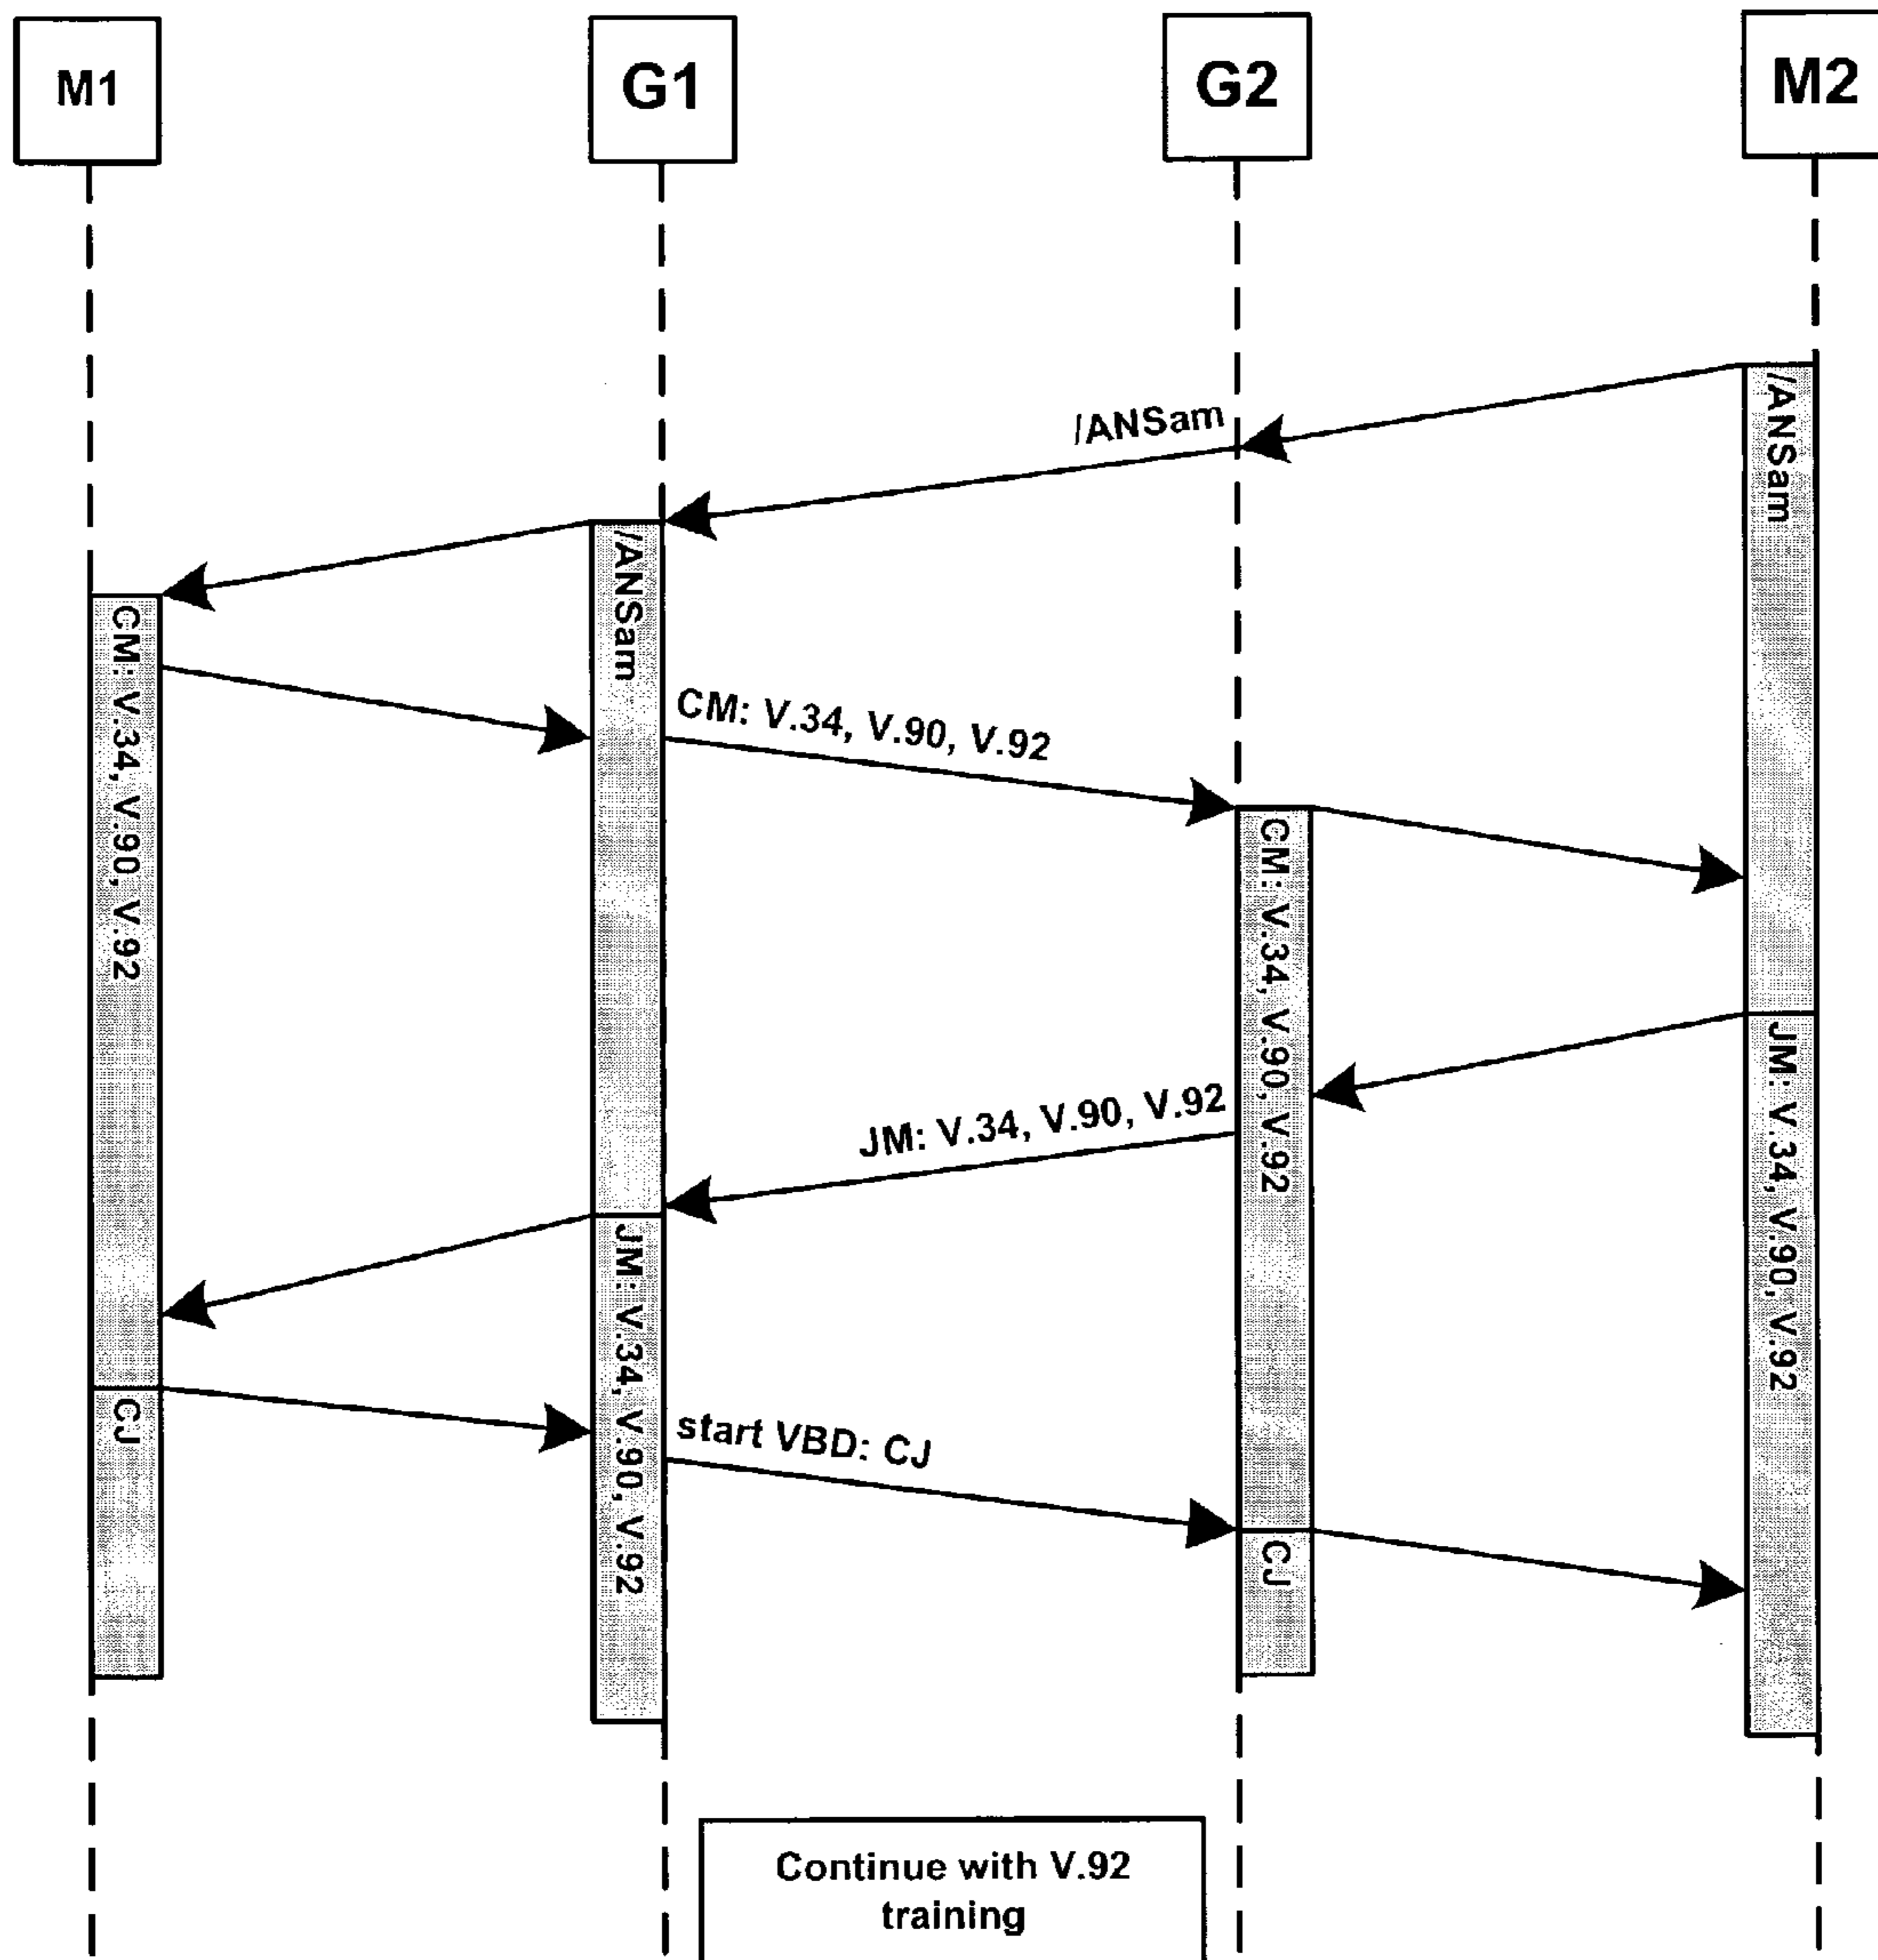 M1
G1
G2
M2
/ANSam
/ANSam
/ANSam
CM: V.34, V.90, V.92
CM: V.34, V.90, V.92
CM: V.34, V.90, V.92
JM: V.34, V.90, V.92
JM: V.34, V.90, V.92
JM: V.34, V.90, V.92
CJ
start VBD: CJ
CJ
Continue with V.92
training